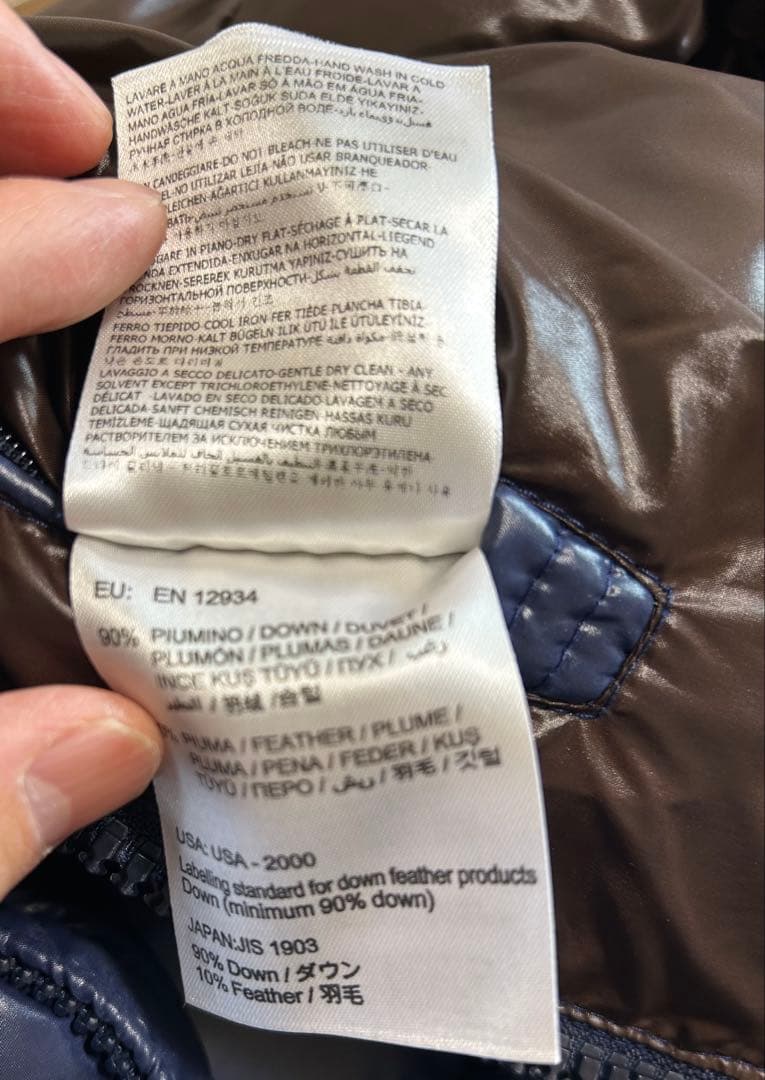 LAVARE A MANO ACQUA FREDDA-HAND WASH IN COLD
WATER-LAVER À LA MAIN À L'EAU FROIDE-LAVAR A
MANO AGUA FRÍA-LAVAR SÓ À MÃO EM ÁGUA FRIA-
HANDWÄSCHE KALT-SOĞUK SUDA ELDE YIKAYINIZ-
РУЧНАЯ СТИРКА В ХОЛОДНОЙ ВОДЕ-
CANDEGGIARE-DO NOT BLEACH-NE PAS UTILISER D'EAU
NO UTILIZAR LEJÍA NÃO USAR BRANQUEADOR-
BLEICHEN-AĞARTICI KULLANMAYINIZ-НЕ
IN PIANO-DRY FLAT-SÉCHAGE À PLAT-SECAR LA
EXTENDIDA-ENXUGAR NA HORIZONTAL-LIEGEND
TROCKNEN-SEREREK KURUTMA YAPINIZ-СУШИТЬ НА
ГОРИЗОНТАЛЬНОЙ ПОВЕРХНОСТИ-
FERRO TIEPIDO COOL IRON-FER TIÈDE PLANCHA TIBIA
FERRO MORNO-KALT BÜGELN ILIK ÜTÜ İLE ÜTÜLEYİNİZ
ГЛАДИТЬ ПРИ НИЗКОЙ ТЕМПЕРАТУРЕ
LAVAGGIO A SECCO DELICATO-GENTLE DRY CLEAN - ANY
SOLVENT EXCEPT TRICHLOROETHYLENE-NETTOYAGE À SEC
DÉLICAT -LAVADO EN SECO DELICADO-LAVAGEM A SECO
DELICADA-SANFT CHEMISCH REINIGEN-HASSAS KURU
TEMİZLEME-ЩАДЯЩАЯ СУХАЯ ЧИСТКА ЛЮБЫМ
РАСТВОРИТЕЛЕМ ЗА ИСКЛЮЧЕНИЕМ ТРИХЛОРЭТИЛЕНА
EU: EN 12934
90% PIUMINO / DOWN / DUVET /
PLUMÓN / PLUMAS / DAUNE /
INCE KUŞ TÜYÜ / ПУХ / زغب /
/ 羽绒 /
PIUMA / FEATHER / PLUME /
PLUMA / PENA / FEDER / KUŞ
TÜYÜ / ПЕРО / ريش / 羽毛 / 깃털
USA: USA - 2000
Labelling standard for down feather products
Down (minimum 90% down)
JAPAN:JIS 1903
90% Down / ダウン
10% Feather / 羽毛